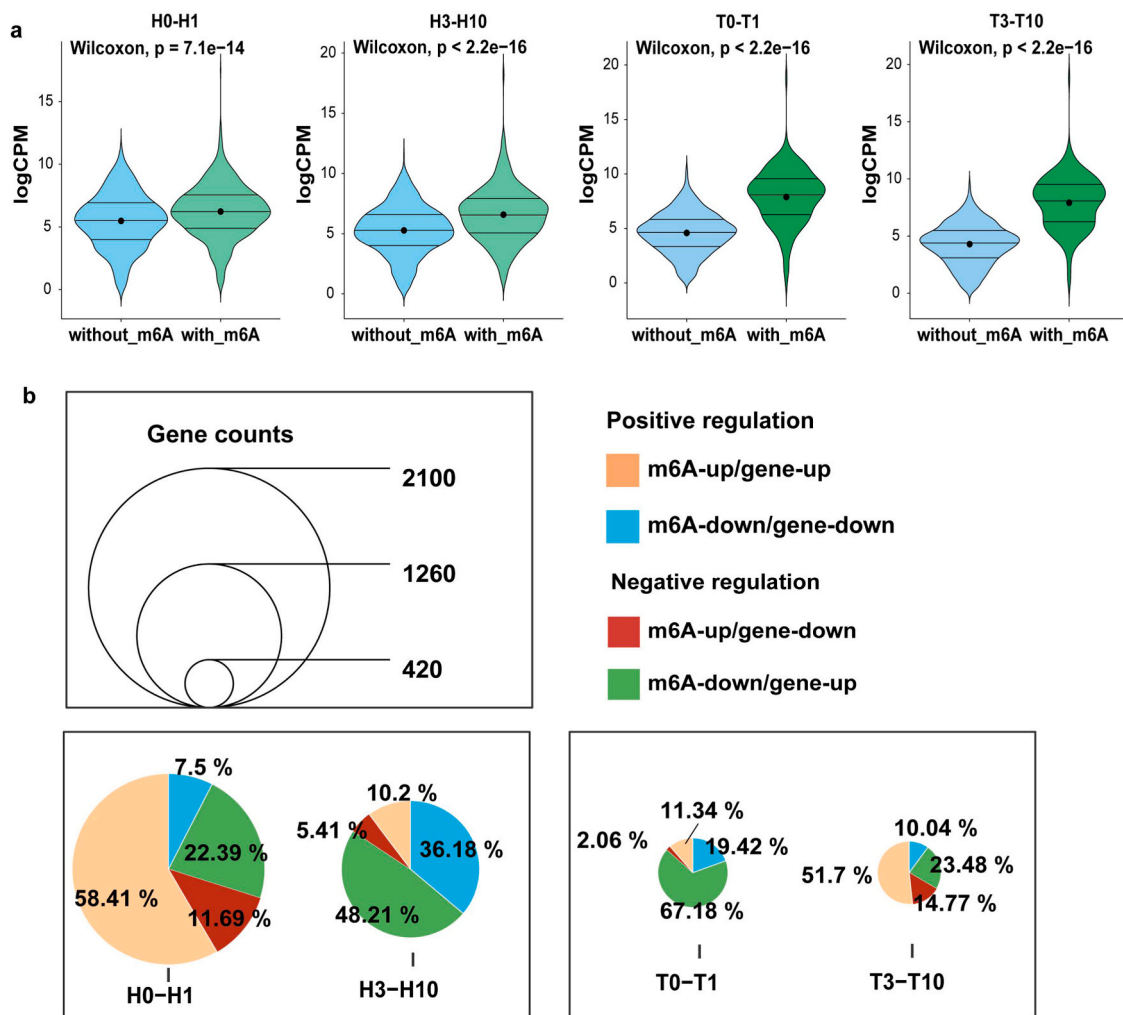 a
H0-H1
H3-H10
T0-T1
T3-T10
Wilcoxon, p = 7.1e−14
Wilcoxon, p < 2.2e−16
Wilcoxon, p < 2.2e−16
Wilcoxon, p < 2.2e−16
logCPM
15
10
5
0
without_m6A with_m6A
logCPM
20
15
10
5
0
without_m6A with_m6A
logCPM
20
15
10
5
0
without_m6A with_m6A
logCPM
20
15
10
5
0
without_m6A with_m6A
b
Gene counts
2100
1260
420
Positive regulation
m6A-up/gene-up
m6A-down/gene-down
Negative regulation
m6A-up/gene-down
m6A-down/gene-up
7.5 %
22.39 %
58.41 %
11.69 %
H0−H1
10.2 %
5.41 %
36.18 %
48.21 %
H3−H10
11.34 %
2.06 %
19.42 %
67.18 %
T0−T1
10.04 %
51.7 %
23.48 %
14.77 %
T3−T10